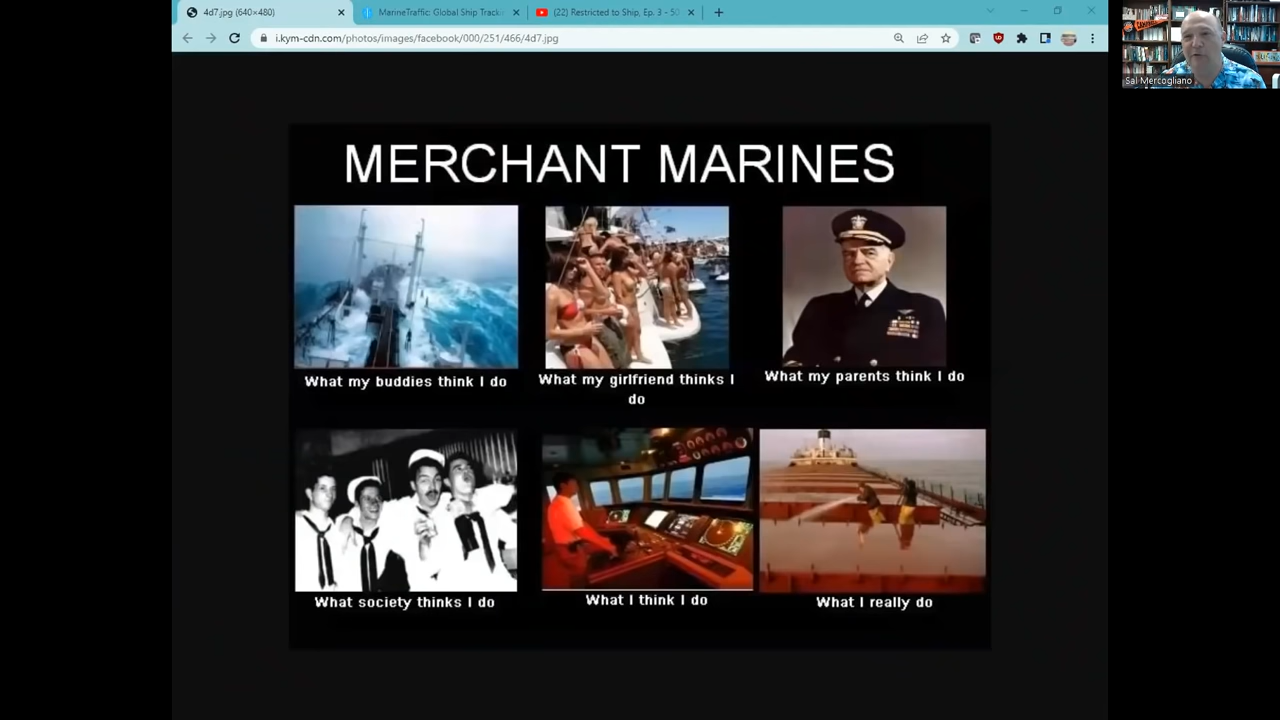 4d7.jpg (640×480)
MarineTraffic: Global Ship Track
(22) Restricted to Ship, Ep. 3 - 50
i.kym-cdn.com/photos/images/facebook/000/251/466/4d7.jpg
Sal Mercogliano
MERCHANT MARINES
What my buddies think I do
What my girlfriend thinks I
do
What my parents think I do
What society thinks I do
What I think I do
What I really do